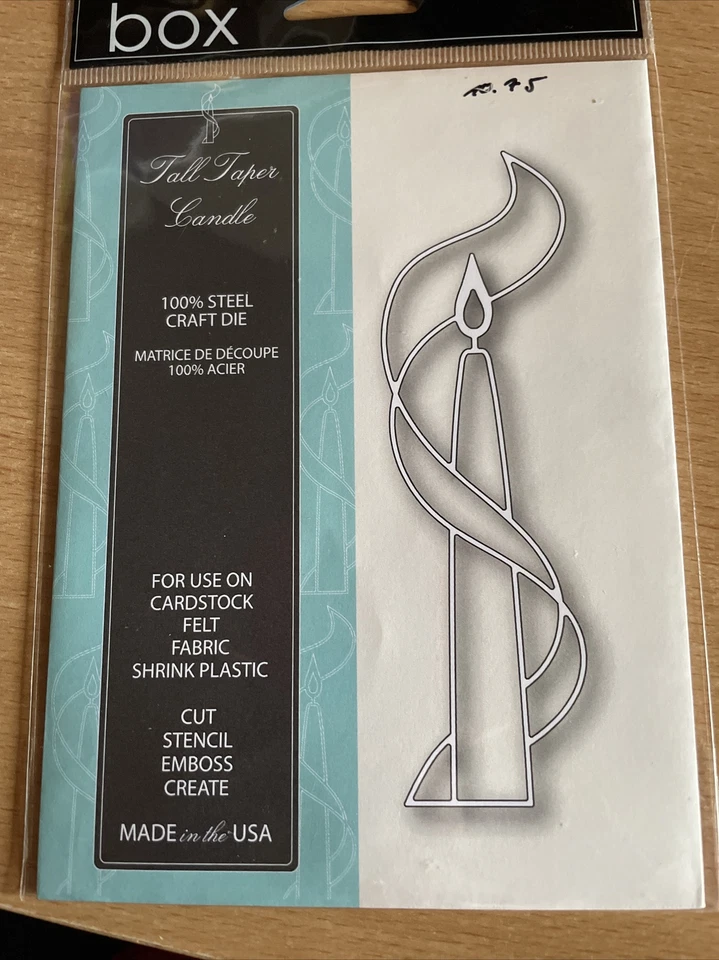 box
Tall Taper
Candle
100% STEEL
CRAFT DIE
MATRICE DE DÉCOUPE
100% ACIER
FOR USE ON
CARDSTOCK
FELT
FABRIC
SHRINK PLASTIC
CUT
STENCIL
EMBOSS
CREATE
MADE in the USA